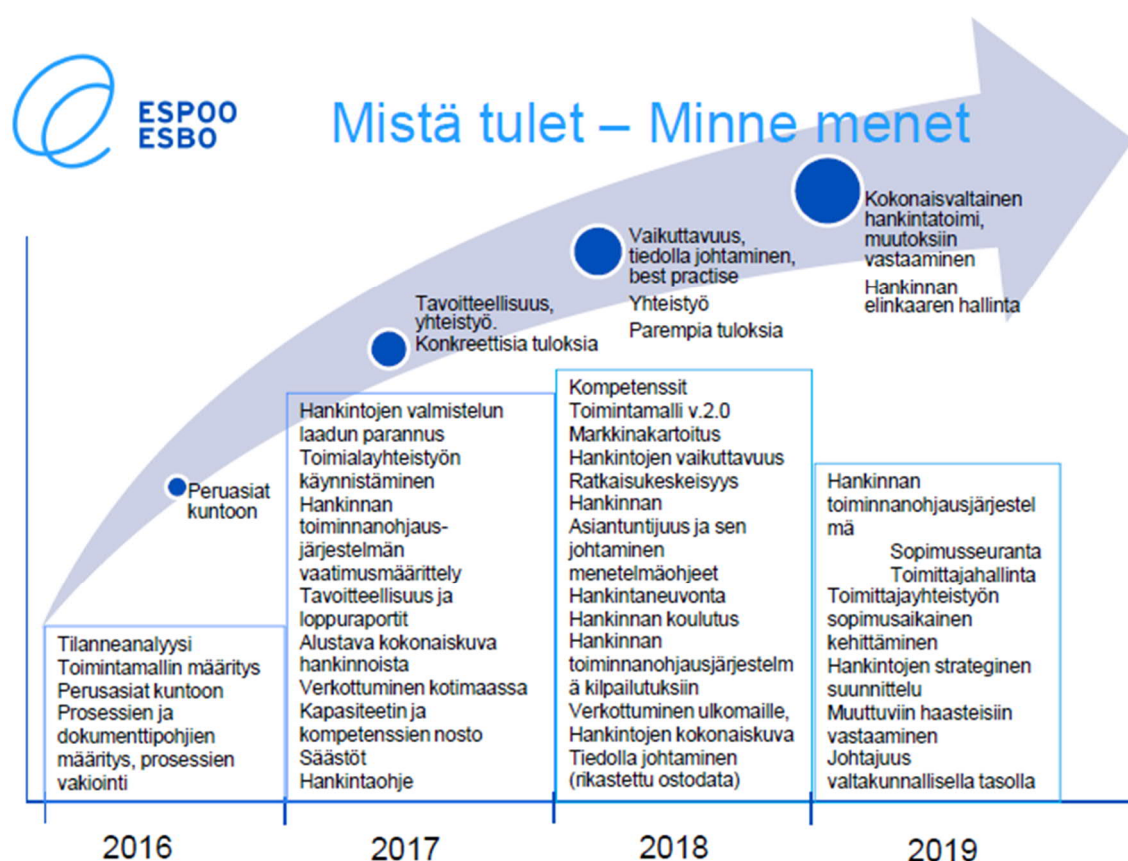 ESPOO
ESBO
Mistä tulet – Minne menet
Kokonaisvaltainen
hankintatoimi,
muutoksiin
vastaaminen
Hankinnan
elinkaaren hallinta
Vaikuttavuus,
tiedolla johtaminen,
best practise
Yhteistyö
Parempia tuloksia
Tavoitteellisuus,
yhteistyö.
Konkreettisia tuloksia
Peruasiat
kuntoon
Tilanneanalyysi
Toimintamallin määritys
Perusasiat kuntoon
Prosessien ja
dokumenttipohjien
määritys, prosessien
vakiointi
Hankintojen valmistelun
laadun parannus
Toimialayhteistyön
käynnistäminen
Hankinnan
toiminnanohjaus-
järjestelmän
vaatimusmäärittely
Tavoitteellisuus ja
loppuraportit
Alustava kokonaiskuva
hankinnoista
Verkottuminen kotimaassa
Kapasiteetin ja
kompetenssien nosto
Säästöt
Hankintaohje
Kompetenssit
Toimintamalli v.2.0
Markkinakartoitus
Hankintojen vaikuttavuus
Ratkaisukeskeisyys
Hankinnan
Asiantuntijuus ja sen
johtaminen
menetelmäohjeet
Hankintaneuvonta
Hankinnan koulutus
Hankinnan
toiminnanohjausjärjestelm
ä kilpailutuksiin
Verkottuminen ulkomaille,
Hankintojen kokonaiskuva
Tiedolla johtaminen
(rikastettu ostodata)
Hankinnan
toiminnanohjausjärjestel
mä
Sopimusseuranta
Toimittajahallinta
Toimittajayhteistyön
sopimusaikainen
kehittäminen
Hankintojen strateginen
suunnittelu
Muuttuviin haasteisiin
vastaaminen
Johtajuus
valtakunnallisella tasolla
2016
2017
2018
2019